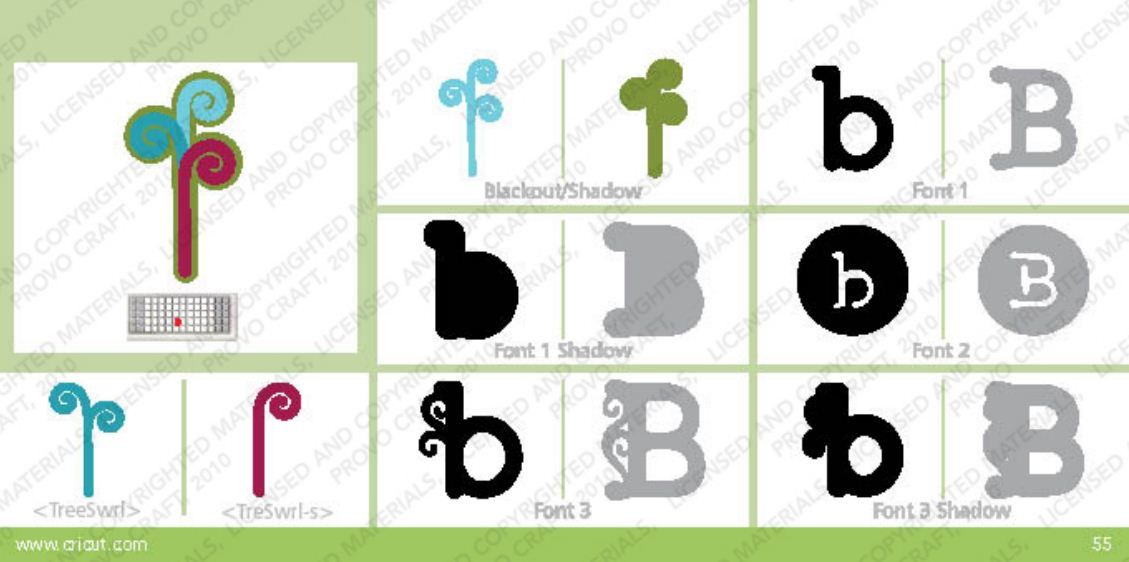 Blackout/Shadow
b B
Font 1
b B
Font 1 Shadow
b B
Font 2
<TreeSwrl>
<TreSwrl-s>
b B
Font 3
b B
Font 3 Shadow
www.cricut.com
55
LICENSED AND COPYRIGHTED MATERIALS,
PROVO CRAFT, 2010